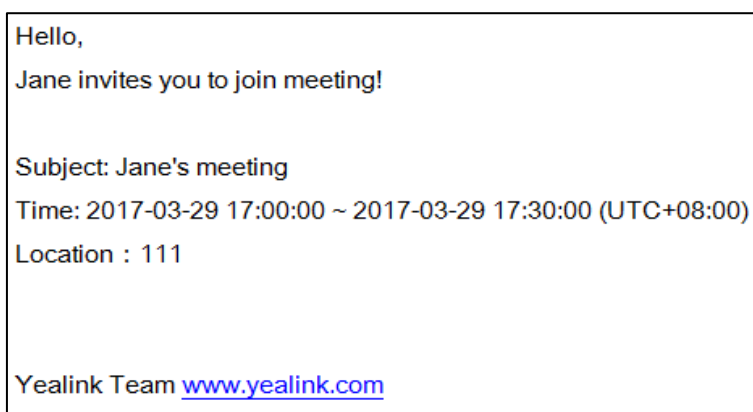 Hello,
Jane invites you to join meeting!
Subject: Jane's meeting
Time: 2017-03-29 17:00:00 ~ 2017-03-29 17:30:00 (UTC+08:00)
Location：111
Yealink Team www.yealink.com